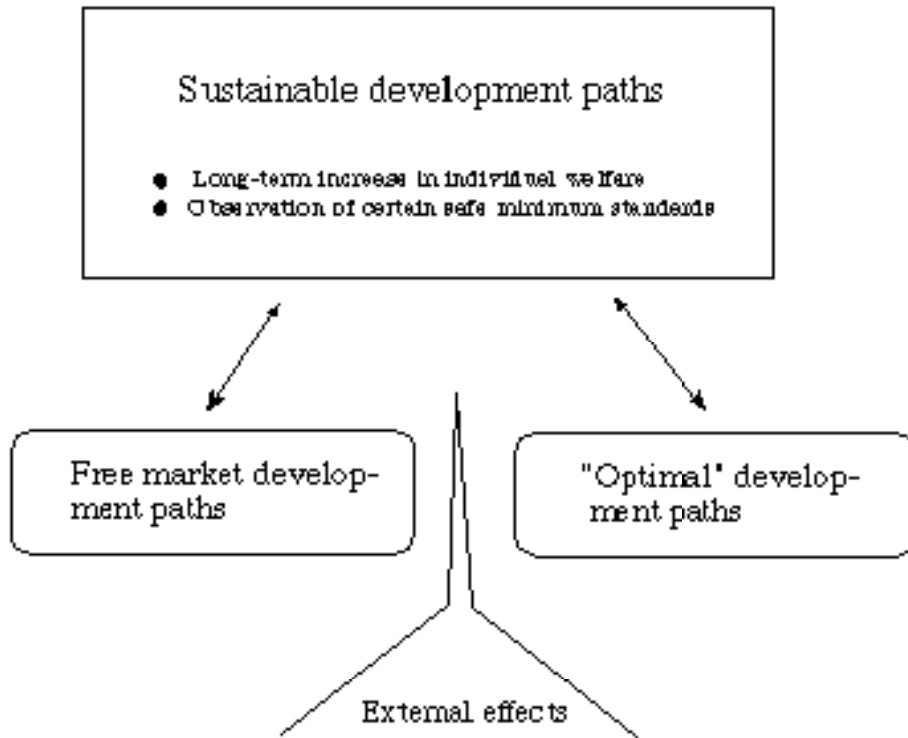 Sustainable development paths
● Long-term increase in individual welfare
● Observation of certain safe minimum standards
Free market develop-
ment paths
"Optimal" develop-
ment paths
External effects